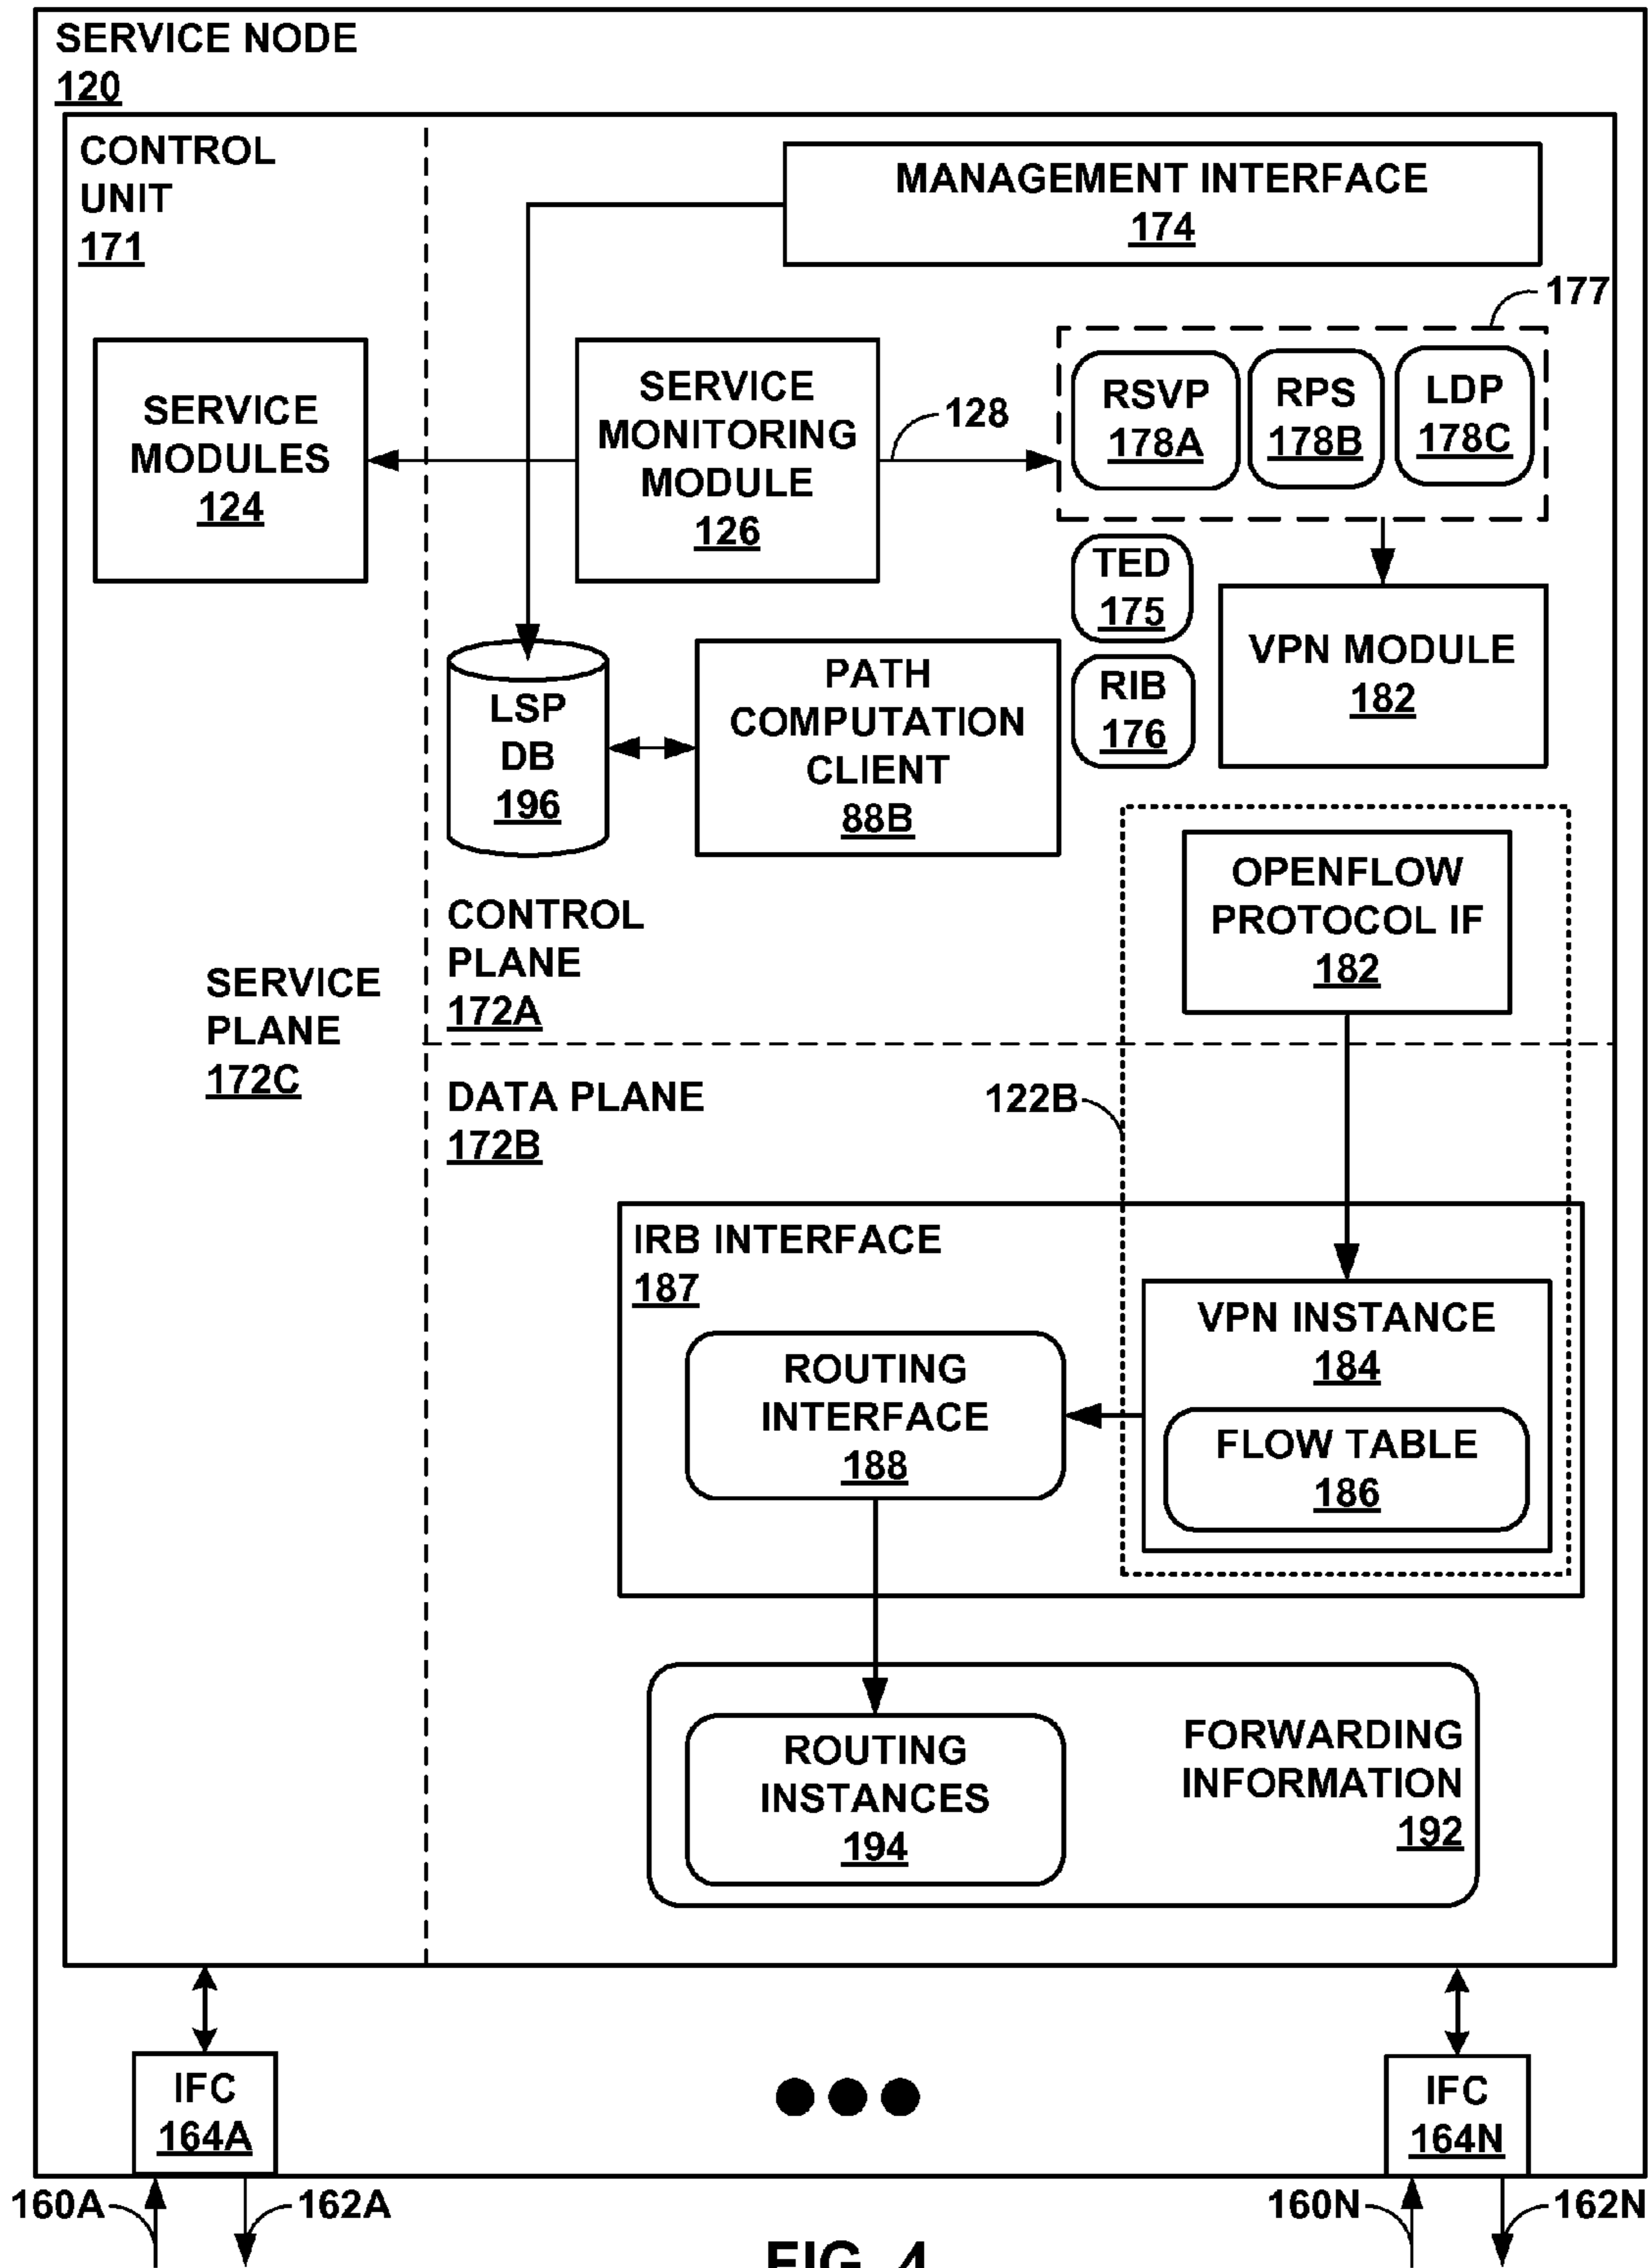 SERVICE NODE
120
CONTROL
UNIT
171
MANAGEMENT INTERFACE
174
177
SERVICE
MODULES
124
SERVICE
MONITORING
MODULE
126
128
RSVP
178A
RPS
178B
LDP
178C
TED
175
RIB
176
VPN MODULE
182
LSP
DB
196
PATH
COMPUTATION
CLIENT
88B
OPENFLOW
PROTOCOL IF
182
CONTROL
PLANE
172A
SERVICE
PLANE
172C
DATA PLANE
172B
122B
IRB INTERFACE
187
VPN INSTANCE
184
ROUTING
INTERFACE
188
FLOW TABLE
186
ROUTING
INSTANCES
194
FORWARDING
INFORMATION
192
IFC
164A
IFC
164N
160A
162A
160N
162N
FIG. 4